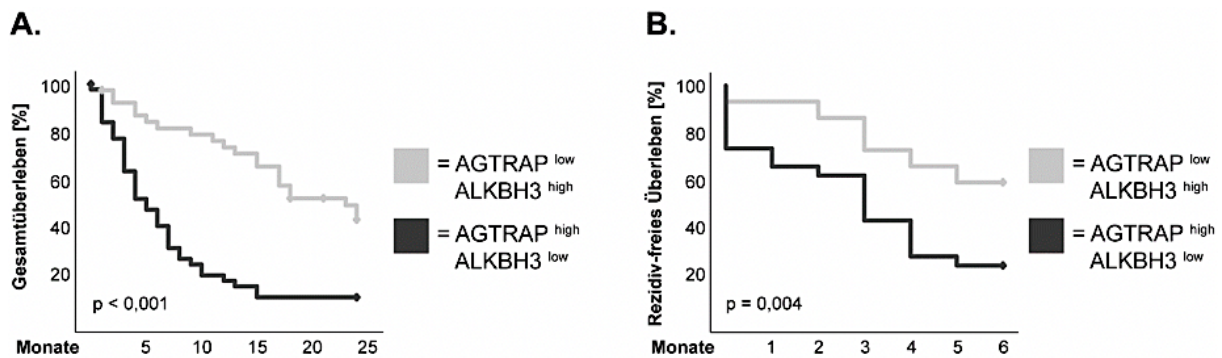 A.
Gesamtüberleben [%]
100
80
60
40
20
p < 0,001
Monate 5 10 15 20 25
= AGTRAP low
ALKBH3 high
= AGTRAP high
ALKBH3 low
B.
Rezidiv-freies Überleben [%]
100
80
60
40
20
p = 0,004
Monate 1 2 3 4 5 6
= AGTRAP low
ALKBH3 high
= AGTRAP high
ALKBH3 low